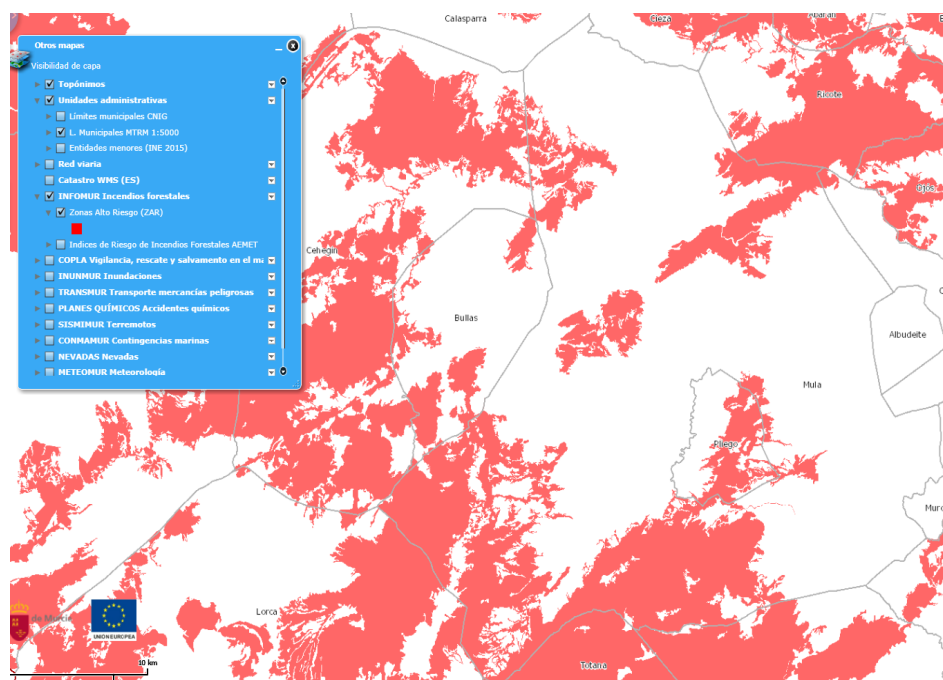 Calasparra
Cieza
Abarán
Otros mapas
Visibilidad de capa
Topónimos
Unidades administrativas
Límites municipales CNIG
L. Municipales MTRM 1:5000
Entidades menores (INE 2015)
Red viaria
Catastro WMS (ES)
INFOMUR Incendios forestales
Zonas Alto Riesgo (ZAR)
Indices de Riesgo de Incendios Forestales AEMET
COPLA Vigilancia, rescate y salvamento en el ma
INUNMUR Inundaciones
TRANSMUR Transporte mercancías peligrosas
PLANES QUÍMICOS Accidentes químicos
SISMIMUR Terremotos
CONMAMUR Contingencias marinas
NEVADAS Nevadas
METEOMUR Meteorología
Ricote
Ojós
Cehegín
Bullas
Albudeite
Mula
Pliego
Murc
Lorca
de Murcia
UNION EUROPEA
10 km
Totana